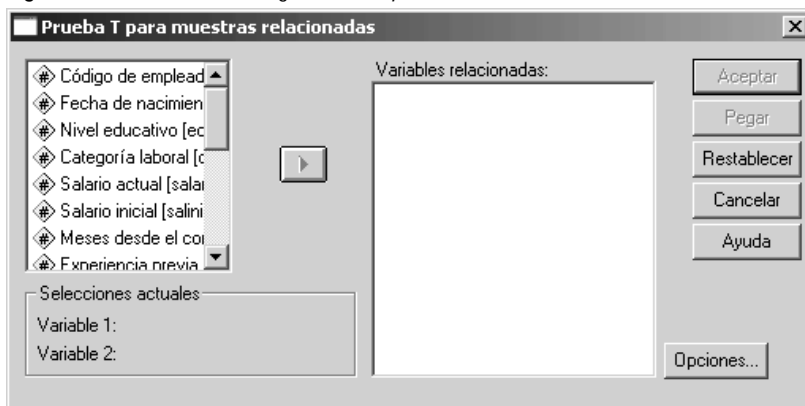 Prueba T para muestras relacionadas
Código de emplead
Fecha de nacimien
Nivel educativo [ec
Categoría laboral [c
Salario actual [salar
Salario inicial [salini
Meses desde el cor
Experiencia previa
Selecciones actuales
Variable 1:
Variable 2:
Variables relacionadas:
Aceptar
Pegar
Restablecer
Cancelar
Ayuda
Opciones...